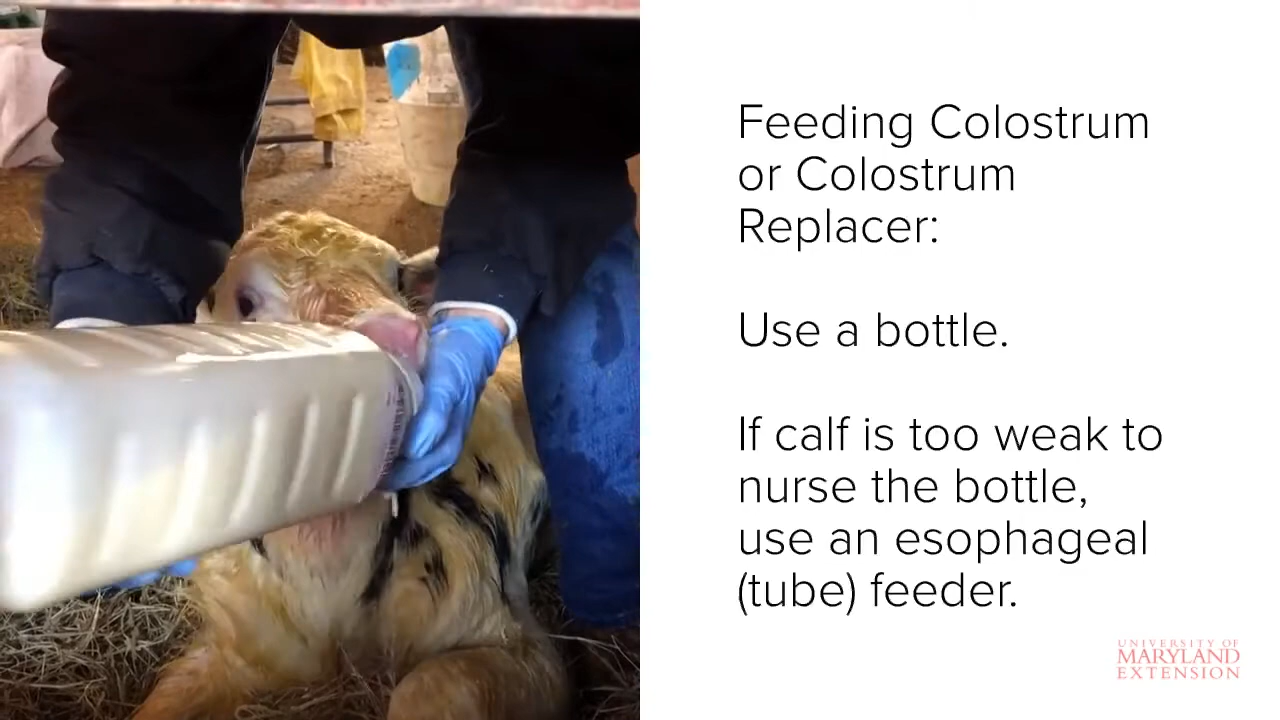 Feeding Colostrum
or Colostrum
Replacer:
Use a bottle.
If calf is too weak to
nurse the bottle,
use an esophageal
(tube) feeder.
UNIVERSITY OF
MARYLAND
EXTENSION